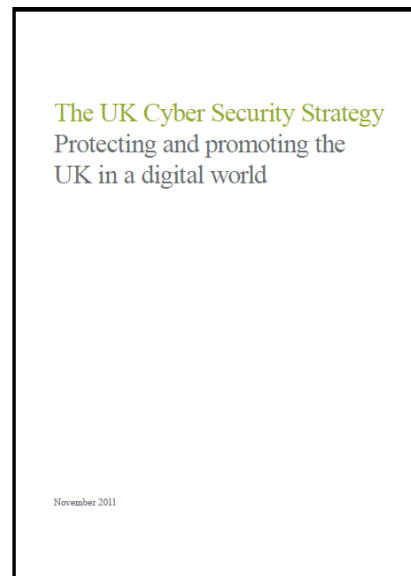 The UK Cyber Security Strategy
Protecting and promoting the
UK in a digital world
November 2011